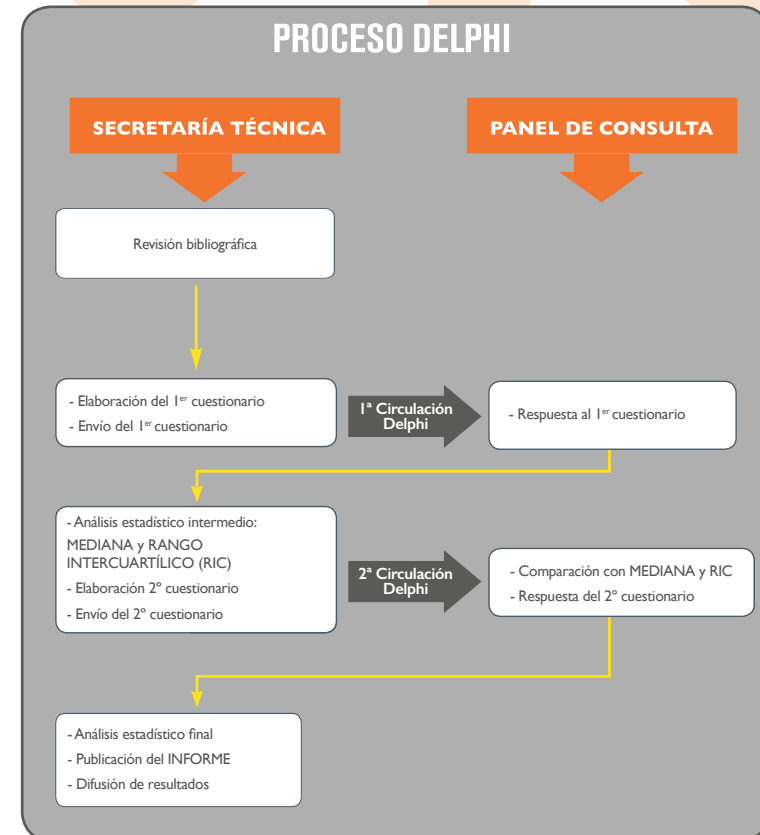 PROCESO DELPHI
SECRETARÍA TÉCNICA
PANEL DE CONSULTA
Revisión bibliográfica
- Elaboración del 1er cuestionario
- Envío del 1er cuestionario
1ª Circulación
Delphi
- Respuesta al 1er cuestionario
- Análisis estadístico intermedio:
MEDIANA y RANGO
INTERCUARTÍLICO (RIC)
- Elaboración 2º cuestionario
- Envío del 2º cuestionario
2ª Circulación
Delphi
- Comparación con MEDIANA y RIC
- Respuesta del 2º cuestionario
- Análisis estadístico final
- Publicación del INFORME
- Difusión de resultados